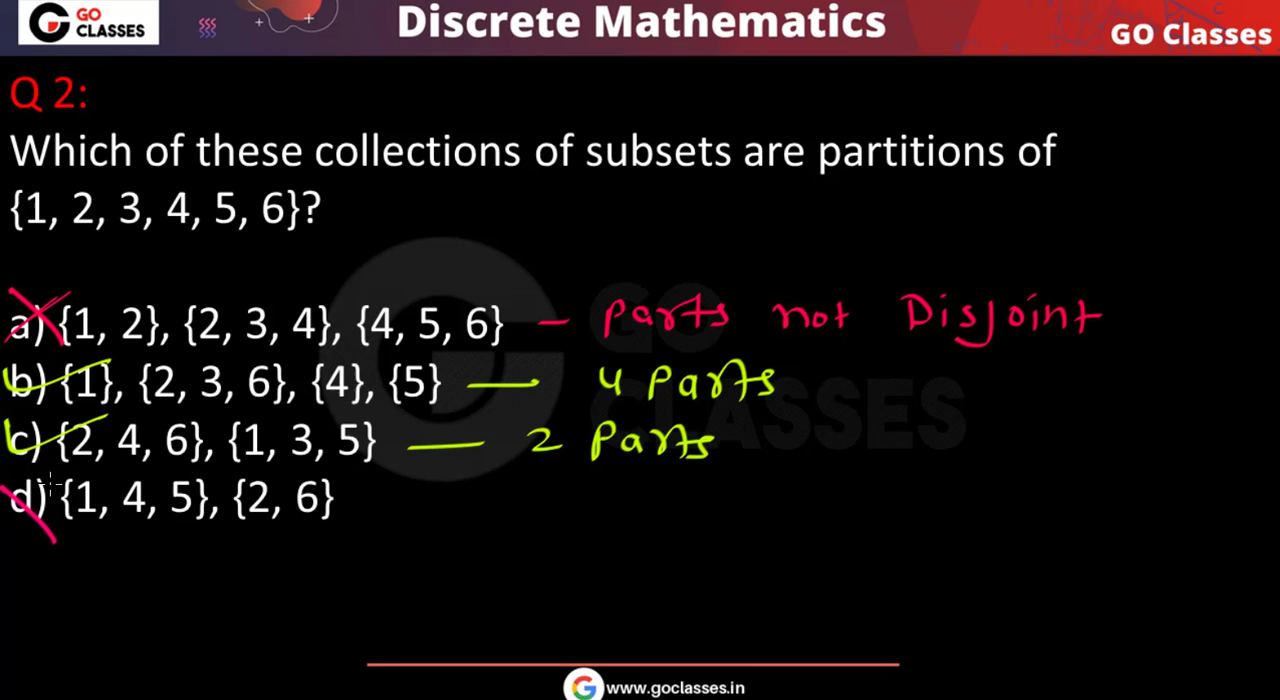 GO CLASSES
Discrete Mathematics
GO Classes
Q 2:
Which of these collections of subsets are partitions of
{1, 2, 3, 4, 5, 6}?
a) {1, 2}, {2, 3, 4}, {4, 5, 6} — Parts not Disjoint
b) {1}, {2, 3, 6}, {4}, {5} — 4 Parts
c) {2, 4, 6}, {1, 3, 5} — 2 Parts
d) {1, 4, 5}, {2, 6}
GO CLASSES
www.goclasses.in